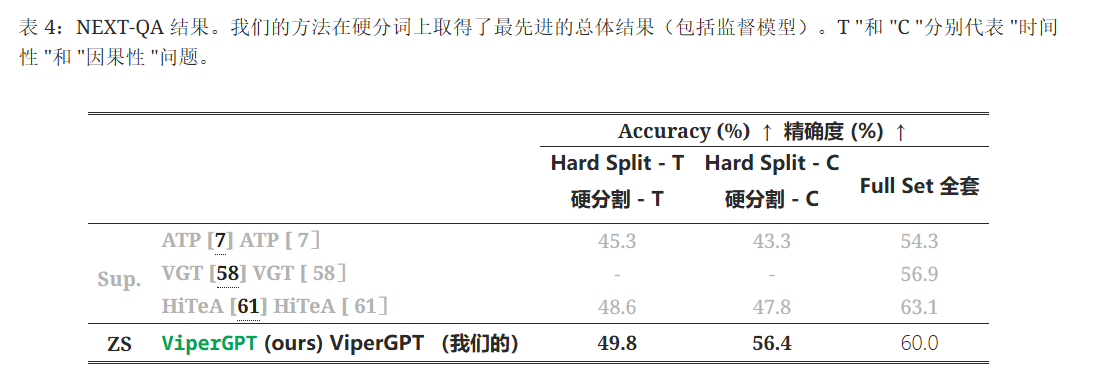 表 4：NEXT-QA 结果。我们的方法在硬分词上取得了最先进的总体结果（包括监督模型）。T "和 "C "分别代表 "时间
性 "和 "因果性 "问题。
Accuracy (%) ↑ 精确度 (%) ↑
Hard Split - T Hard Split - C
硬分割 - T 硬分割 - C
Full Set 全套
ATP [7] ATP [ 7］ 45.3 43.3 54.3
Sup.
VGT [58] VGT [ 58］ - - 56.9
HiTeA [61] HiTeA [ 61］ 48.6 47.8 63.1
ZS ViperGPT (ours) ViperGPT （我们的） 49.8 56.4 60.0